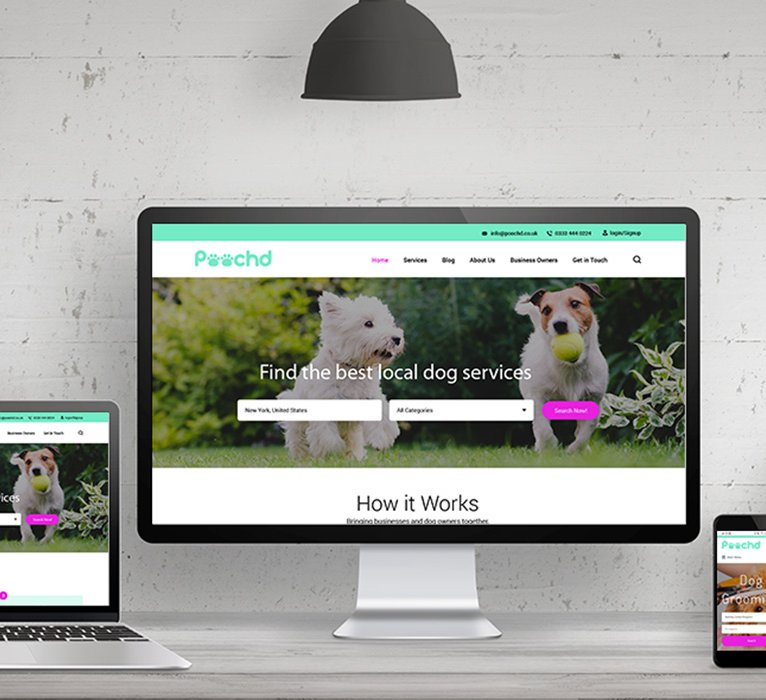 info@poochd.co.uk 0333 444 0224 login/Signup
Poochd
Home Services Blog About Us Business Owners Get in Touch
Find the best local dog services
New York, United States All Categories Search Now!
How it Works
Bringing businesses and dog owners together.
Business Owners Get in Touch
ices
Search Now!
Poochd
Dog
Groomi